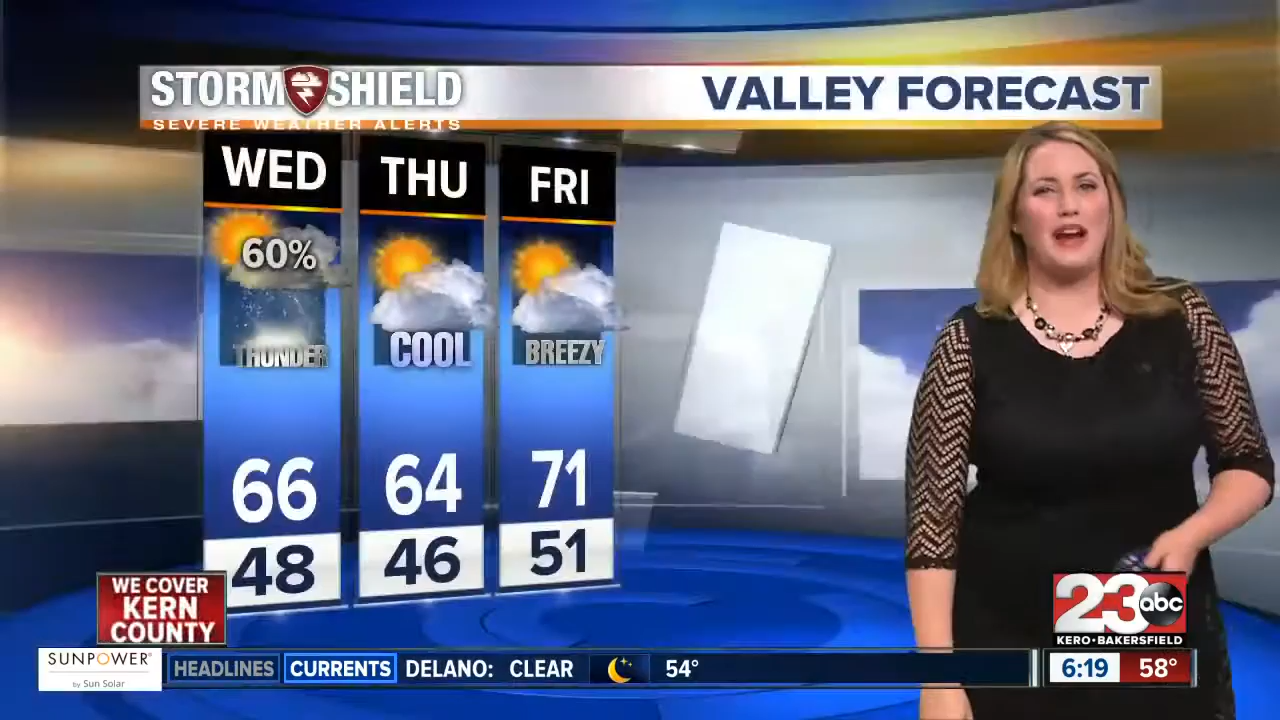 STORM SHIELD
SEVERE WEATHER ALERTS
VALLEY FORECAST
WED
THU
FRI
60%
THUNDER
COOL
BREEZY
66
64
71
48
46
51
WE COVER
KERN
COUNTY
23 abc
KERO•BAKERSFIELD
SUNPOWER®
by Sun Solar
HEADLINES
CURRENTS
DELANO: CLEAR 54°
6:19
58°